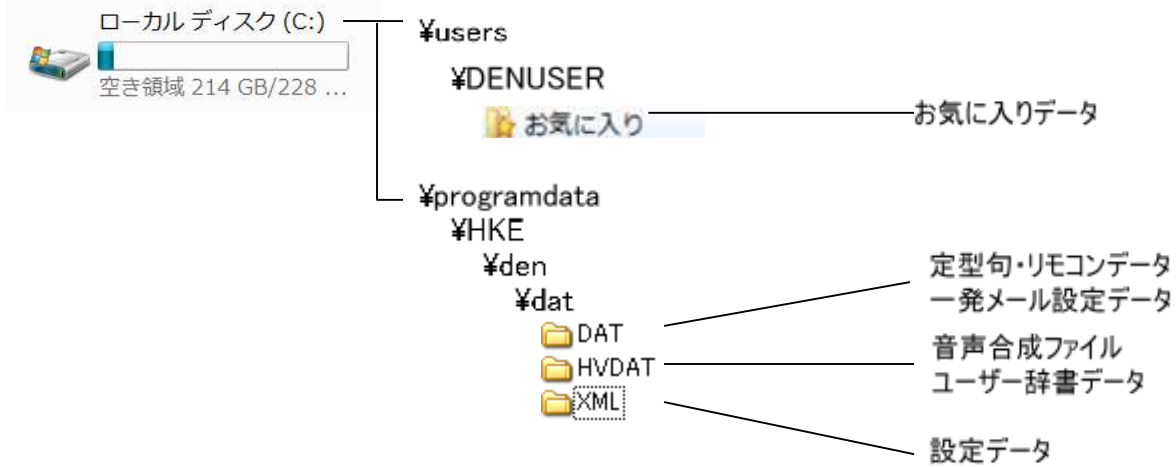 ローカル ディスク (C:)
空き領域 214 GB/228 ...
¥users
¥DENUSER
お気に入り
お気に入りデータ
¥programdata
¥HKE
¥den
¥dat
DAT
HVDAT
XML
定型句・リモコンデータ
一発メール設定データ
音声合成ファイル
ユーザー辞書データ
設定データ